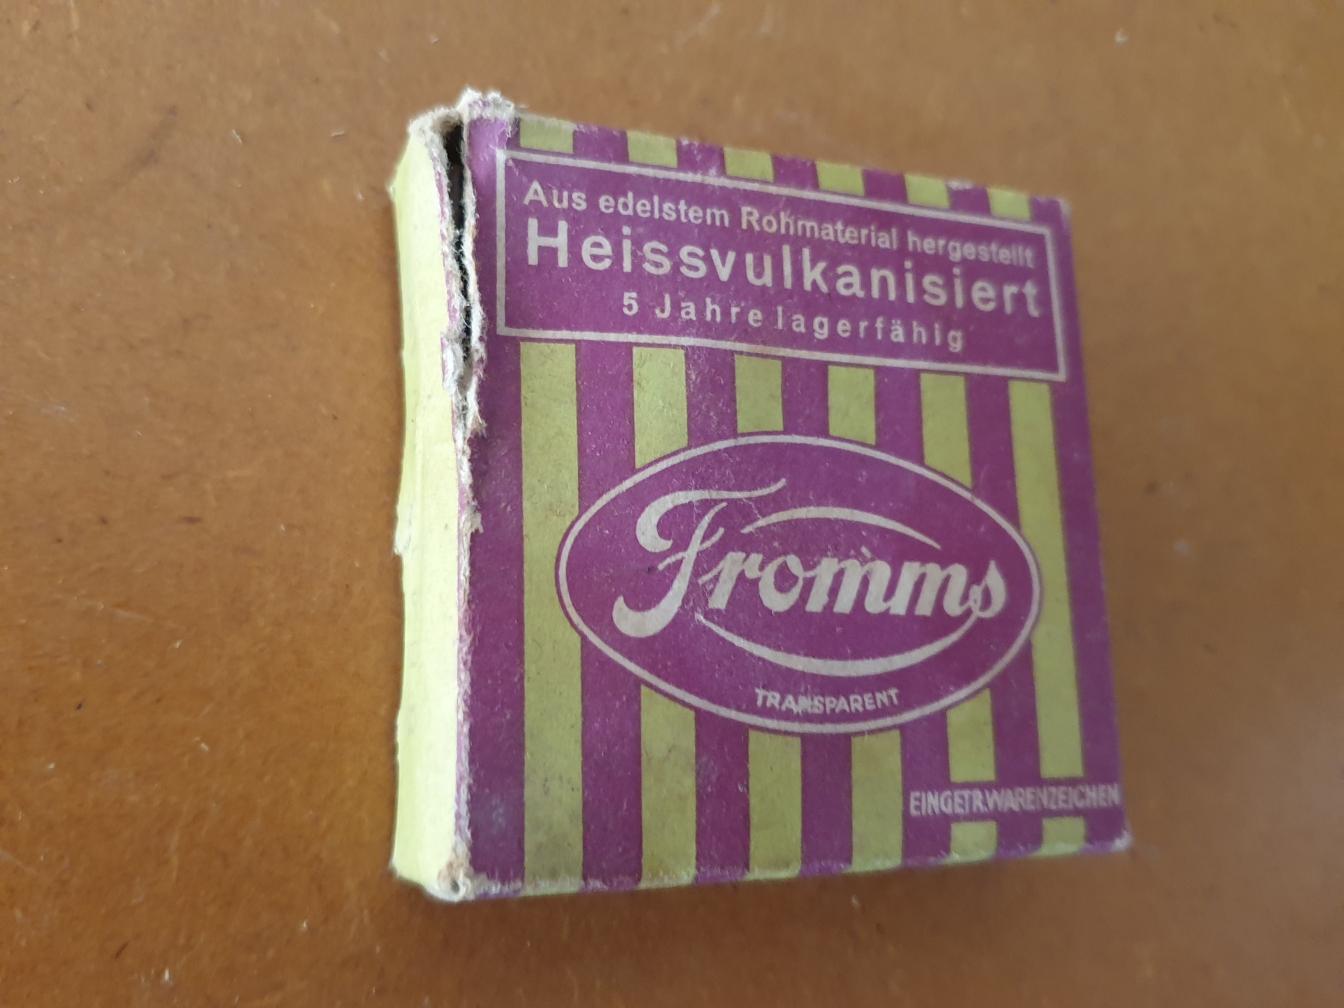 Aus edelstem Rohmaterial hergestellt
Heissvulkanisiert
5 Jahre lagerfähig
Fromms
TRANSPARENT
EINGETR.WARENZEICHEN